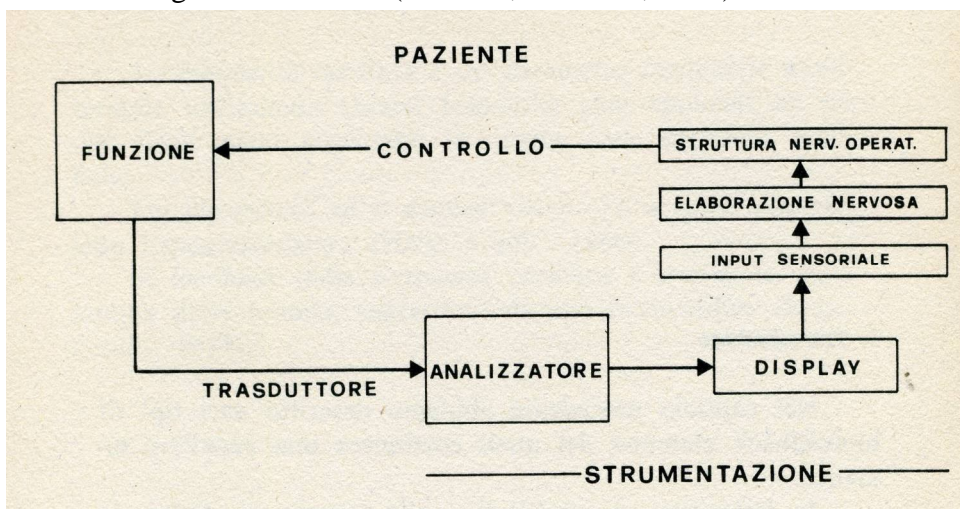 PAZIENTE
FUNZIONE
CONTROLLO
STRUTTURA NERV. OPERAT.
ELABORAZIONE NERVOSA
INPUT SENSORIALE
TRASDUTTORE
ANALIZZATORE
DISPLAY
STRUMENTAZIONE